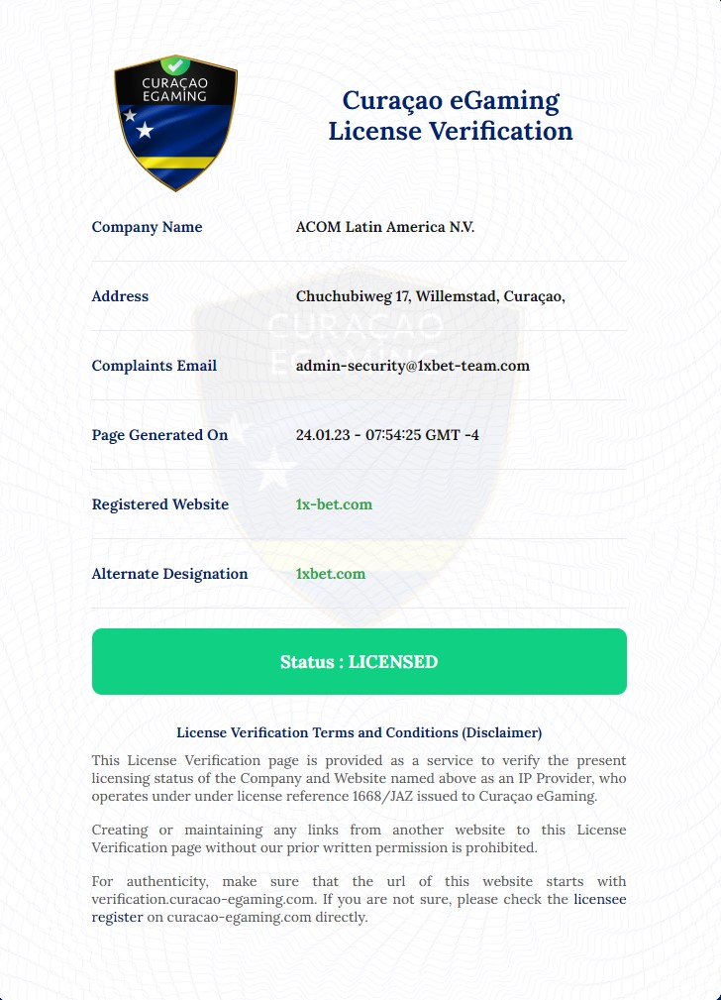 CURAÇAO
EGAMING
Curaçao eGaming
License Verification
Company Name ACOM Latin America N.V.
Address Chuchubiweg 17, Willemstad, Curaçao,
CURAÇAO
EGAMING
Complaints Email admin-security@1xbet-team.com
Page Generated On 24.01.23 - 07:54:25 GMT -4
Registered Website 1x-bet.com
Alternate Designation 1xbet.com
Status : LICENSED
License Verification Terms and Conditions (Disclaimer)
This License Verification page is provided as a service to verify the present
licensing status of the Company and Website named above as an IP Provider, who
operates under under license reference 1668/JAZ issued to Curaçao eGaming.
Creating or maintaining any links from another website to this License
Verification page without our prior written permission is prohibited.
For authenticity, make sure that the url of this website starts with
verification.curacao-egaming.com. If you are not sure, please check the licensee
register on curacao-egaming.com directly.